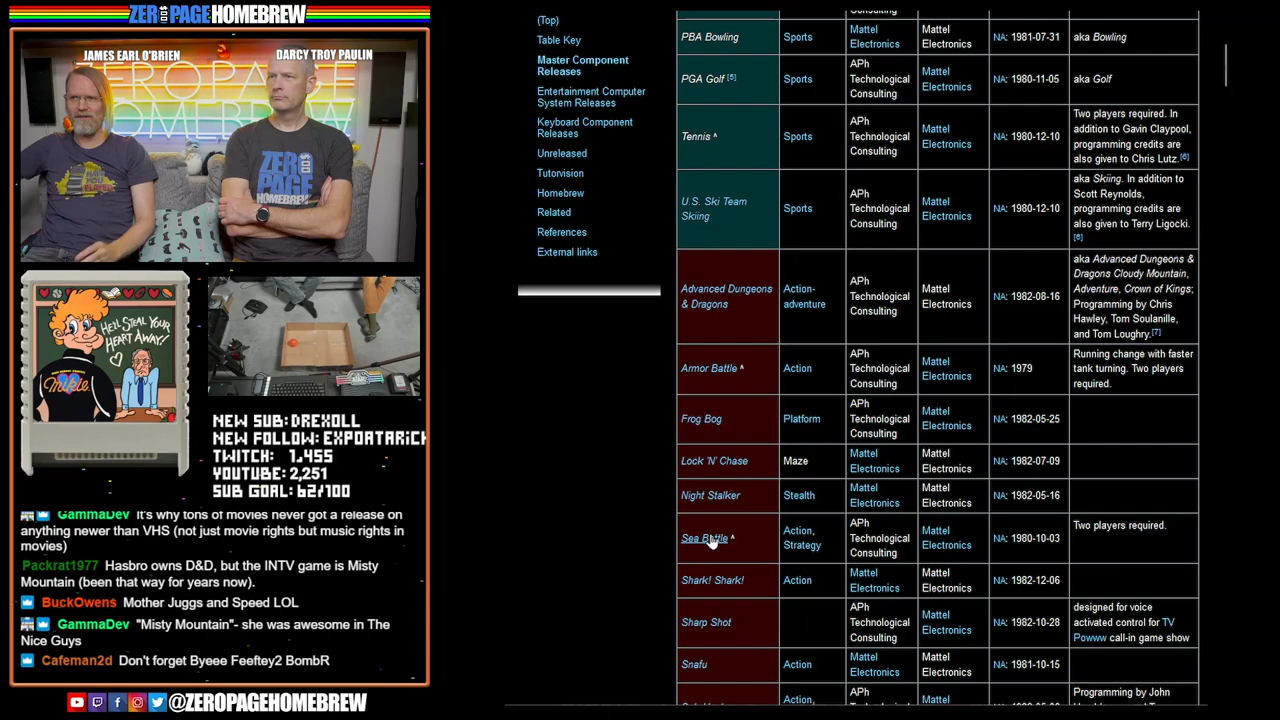 ZERO PAGE HOMEBREW
JAMES EARL O'BRIEN
DARCY TROY PAULIN
ZERO PAGE
HOMEBREW
ZERO
PAGE
HOMEBREW
HE'LL STEAL YOUR
HEART AWAY!!
Mikie
ATARI
NEW SUB: DREXOLL
NEW FOLLOW: EXPOATARICH
TWITCH: 1,455
YOUTUBE: 2,251
SUB GOAL: 62/100
GammaDev It's why tons of movies never got a release on
anything newer than VHS (not just movie rights but music rights in
movies)
Packrat1977 Hasbro owns D&D, but the INTV game is Misty
Mountain (been that way for years now).
BuckOwens Mother Juggs and Speed LOL
GammaDev "Misty Mountain"- she was awesome in The
Nice Guys
Cafeman2d Don't forget Byeee Feeftey2 BombR
@ZEROPAGEHOMEBREW
(Top)
Table Key
Master Component
Releases
Entertainment Computer
System Releases
Keyboard Component
Releases
Unreleased
Tutorvision
Homebrew
Related
References
External links
Consulting
PBA Bowling Sports Mattel Electronics Mattel Electronics NA: 1981-07-31 aka Bowling
PGA Golf [5] Sports APh Technological Consulting Mattel Electronics NA: 1980-11-05 aka Golf
Tennis ^ Sports APh Technological Consulting Mattel Electronics NA: 1980-12-10 Two players required. In addition to Gavin Claypool, programming credits are also given to Chris Lutz.[6]
U.S. Ski Team Skiing Sports APh Technological Consulting Mattel Electronics NA: 1980-12-10 aka Skiing. In addition to Scott Reynolds, programming credits are also given to Terry Ligocki. [6]
Advanced Dungeons & Dragons Action-adventure APh Technological Consulting Mattel Electronics NA: 1982-08-16 aka Advanced Dungeons & Dragons Cloudy Mountain, Adventure, Crown of Kings; Programming by Chris Hawley, Tom Soulanille, and Tom Loughry.[7]
Armor Battle ^ Action APh Technological Consulting Mattel Electronics NA: 1979 Running change with faster tank turning. Two players required.
Frog Bog Platform APh Technological Consulting Mattel Electronics NA: 1982-05-25
Lock 'N' Chase Maze Mattel Electronics Mattel Electronics NA: 1982-07-09
Night Stalker Stealth Mattel Electronics Mattel Electronics NA: 1982-05-16
Sea Battle ^ Action, Strategy APh Technological Consulting Mattel Electronics NA: 1980-10-03 Two players required.
Shark! Shark! Action Mattel Electronics Mattel Electronics NA: 1982-12-06
Sharp Shot APh Technological Consulting Mattel Electronics NA: 1982-10-28 designed for voice activated control for TV Powww call-in game show
Snafu Action Mattel Electronics Mattel Electronics NA: 1981-10-15
Action, APh Mattel Programming by John